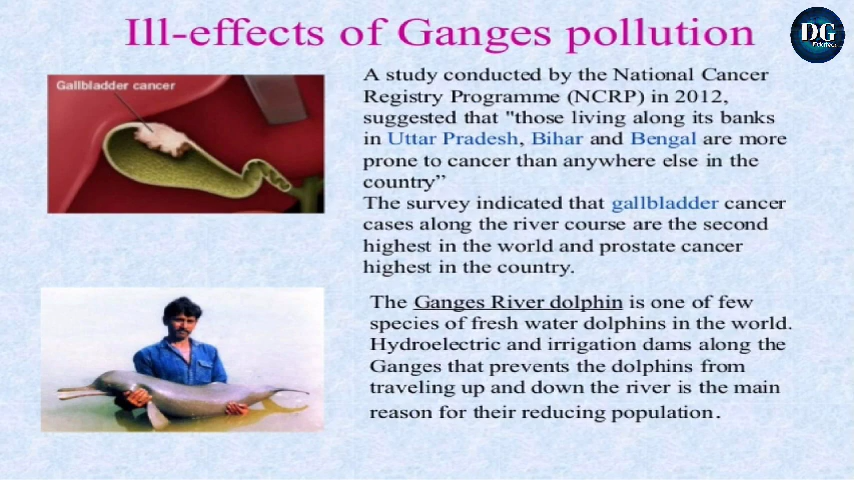 Ill-effects of Ganges pollution
DG
Gallbladder cancer
A study conducted by the National Cancer
Registry Programme (NCRP) in 2012,
suggested that "those living along its banks
in Uttar Pradesh, Bihar and Bengal are more
prone to cancer than anywhere else in the
country”
The survey indicated that gallbladder cancer
cases along the river course are the second
highest in the world and prostate cancer
highest in the country.
The Ganges River dolphin is one of few
species of fresh water dolphins in the world.
Hydroelectric and irrigation dams along the
Ganges that prevents the dolphins from
traveling up and down the river is the main
reason for their reducing population.